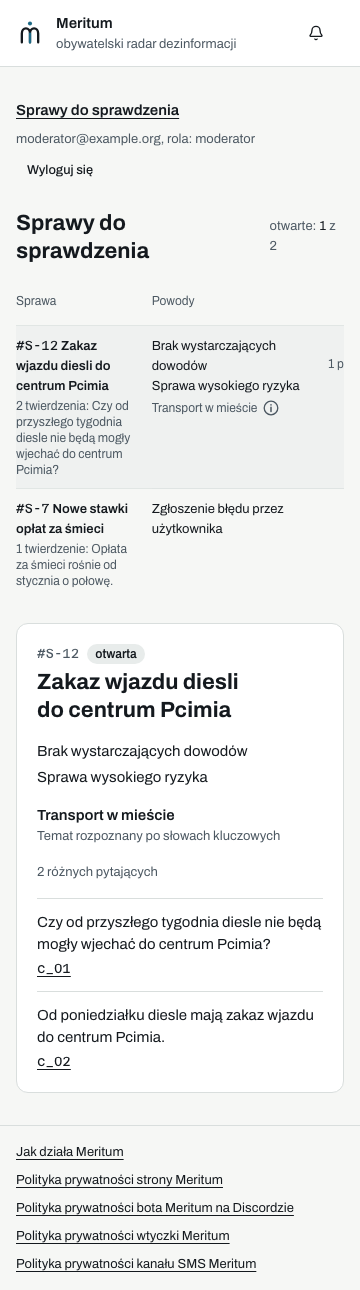 Meritum
obywatelski radar dezinformacji
Sprawy do sprawdzenia
moderator@example.org, rola: moderator
Wyloguj się
Sprawy do
sprawdzenia
otwarte: 1 z
2
Sprawa Powody
#S-12 Zakaz
wjazdu diesli do
centrum Pcimia
2 twierdzenia: Czy od
przyszłego tygodnia
diesle nie będą mogły
wjechać do centrum
Pcimia?
Brak wystarczających
dowodów
Sprawa wysokiego ryzyka
Transport w mieście
1 p
#S-7 Nowe stawki
opłat za śmieci
1 twierdzenie: Opłata
za śmieci rośnie od
stycznia o połowę.
Zgłoszenie błędu przez
użytkownika
#S-12 otwarta
Zakaz wjazdu diesli
do centrum Pcimia
Brak wystarczających dowodów
Sprawa wysokiego ryzyka
Transport w mieście
Temat rozpoznany po słowach kluczowych
2 różnych pytających
Czy od przyszłego tygodnia diesle nie będą
mogły wjechać do centrum Pcimia?
c_01
Od poniedziałku diesle mają zakaz wjazdu
do centrum Pcimia.
c_02
Jak działa Meritum
Polityka prywatności strony Meritum
Polityka prywatności bota Meritum na Discordzie
Polityka prywatności wtyczki Meritum
Polityka prywatności kanału SMS Meritum